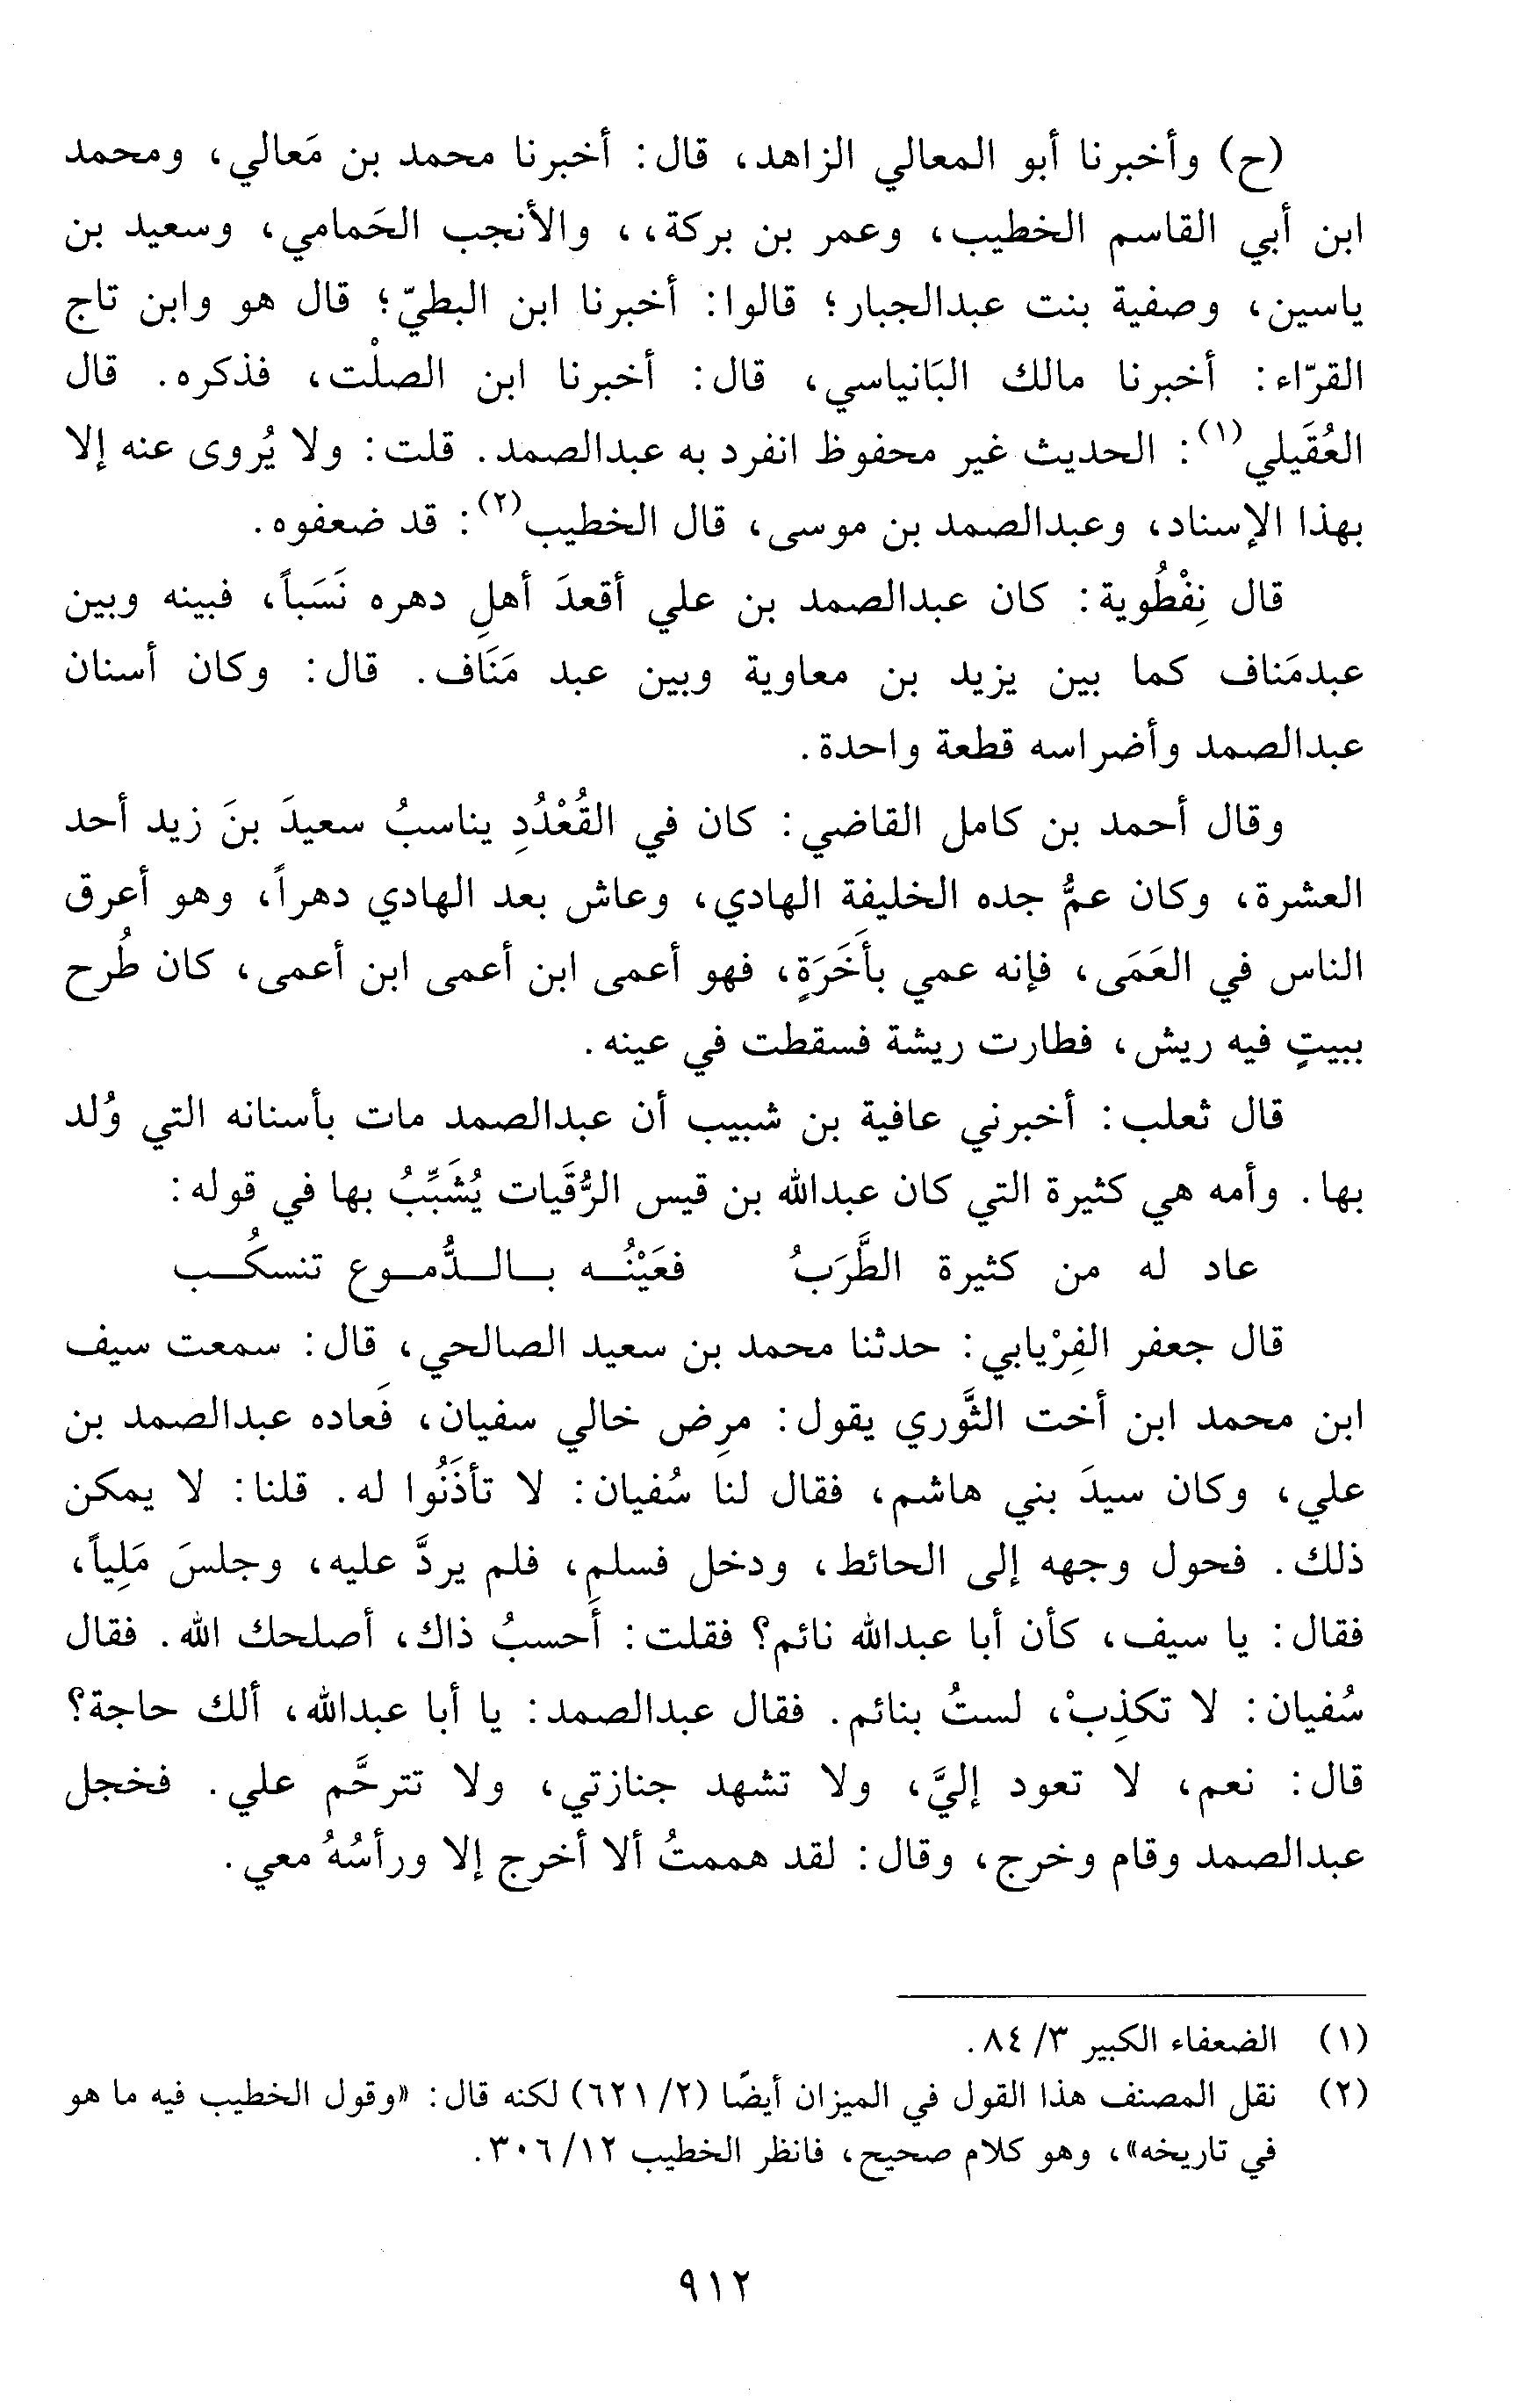 (ح) وأخبرنا أبو المعالي الزاهد، قال: أخبرنا محمد بن مَعالي، ومحمد
ابن أبي القاسم الخطيب، وعمر بن بركة،، والأنجب الحَمامي، وسعيد بن
ياسين، وصفية بنت عبدالجبار؛ قالوا: أخبرنا ابن البطيّ؛ قال هو وابن تاج
القرّاء: أخبرنا مالك البَانياسي، قال: أخبرنا ابن الصلْت، فذكره. قال
العُقَيلي(١): الحديث غير محفوظ انفرد به عبدالصمد. قلت: ولا يُروى عنه إلا
بهذا الإسناد، وعبدالصمد بن موسى، قال الخطيب(٢): قد ضعفوه.
قال نِفْطُوية: كان عبدالصمد بن علي أقعدَ أهلِ دهره نَسَباً، فبينه وبين
عبدمَناف كما بين يزيد بن معاوية وبين عبد مَنَاف. قال: وكان أسنان
عبدالصمد وأضراسه قطعة واحدة.
وقال أحمد بن كامل القاضي: كان في القُعْدُدِ يناسبُ سعيدَ بنَ زيد أحد
العشرة، وكان عمُّ جده الخليفة الهادي، وعاش بعد الهادي دهراً، وهو أعرق
الناس في العَمَى، فإنه عمي بأَخَرَةٍ، فهو أعمى ابن أعمى ابن أعمى، كان طُرح
ببيتٍ فيه ريش، فطارت ريشة فسقطت في عينه.
قال ثعلب: أخبرني عافية بن شبيب أن عبدالصمد مات بأسنانه التي وُلد
بها. وأمه هي كثيرة التي كان عبدالله بن قيس الرُّقَيات يُشَبِّبُ بها في قوله:
عاد له من كثيرة الطَّرَبُ فعَيْنُـه بـالـدُّمـوع تنسكُـب
قال جعفر الفِرْيابي: حدثنا محمد بن سعيد الصالحي، قال: سمعت سيف
ابن محمد ابن أخت الثَّوري يقول: مرِض خالي سفيان، فَعاده عبدالصمد بن
علي، وكان سيدَ بني هاشم، فقال لنا سُفيان: لا تأذَنُوا له. قلنا: لا يمكن
ذلك. فحول وجهه إلى الحائط، ودخل فسلم، فلم يردَّ عليه، وجلسَ مَلِياً،
فقال: يا سيف، كأن أبا عبدالله نائم؟ فقلت: أَحسبُ ذاك، أصلحك الله. فقال
سُفيان: لا تكذِبْ، لستُ بنائم. فقال عبدالصمد: يا أبا عبدالله، ألك حاجة؟
قال: نعم، لا تعود إليَّ، ولا تشهد جنازتي، ولا تترحَّم علي. فخجل
عبدالصمد وقام وخرج، وقال: لقد هممتُ ألا أخرج إلا ورأسُهُ معي.
(١) الضعفاء الكبير ٣/ ٨٤.
(٢) نقل المصنف هذا القول في الميزان أيضًا (٢/ ٦٢١) لكنه قال: «وقول الخطيب فيه ما هو
في تاريخه»، وهو كلام صحيح، فانظر الخطيب ١٢/ ٣٠٦.
٩١٢